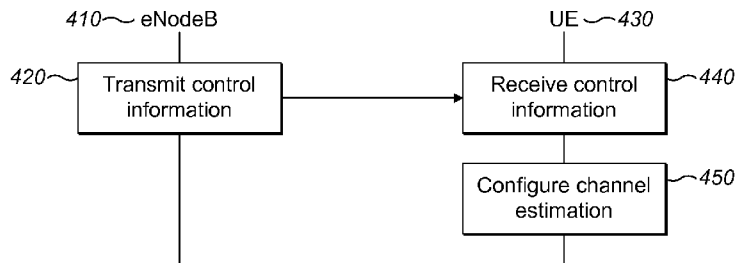 410 eNodeB
UE 430
420
Transmit control
information
Receive control
information
440
Configure channel
estimation
450